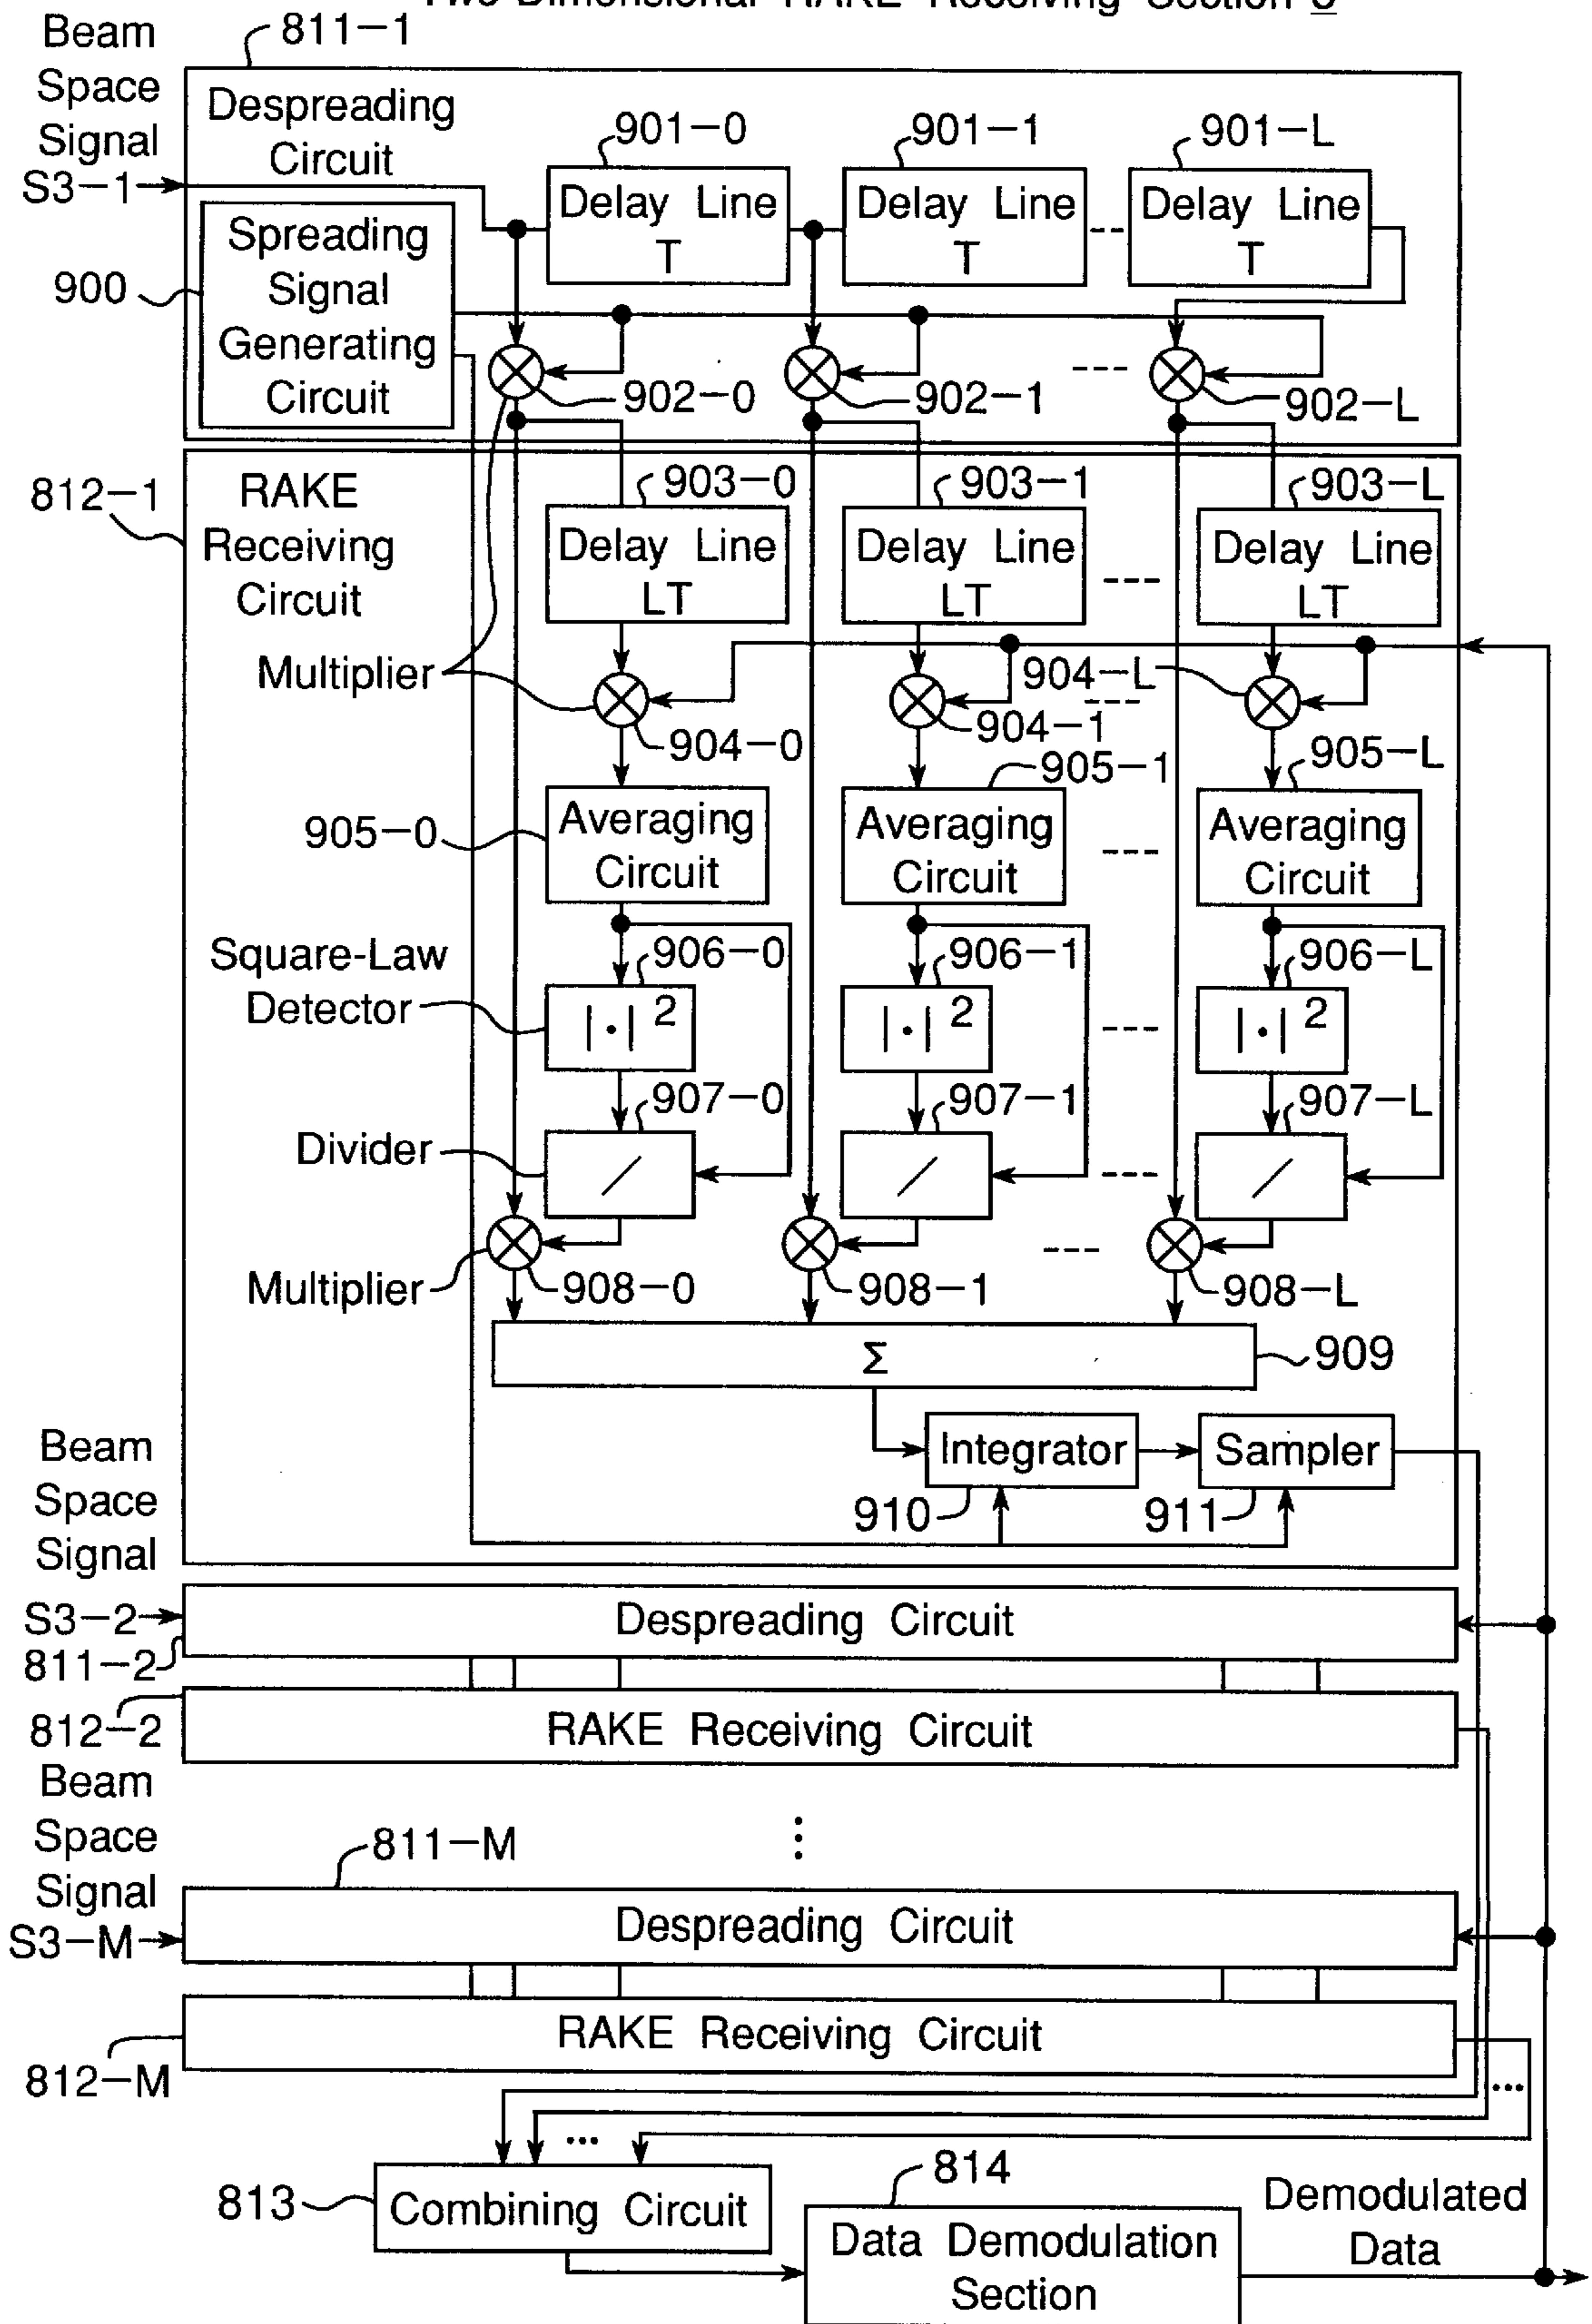 Two-Dimensional RAKE Receiving Section
Beam
Space
Signal
S3-1
811-1
Despreading
Circuit
901-0
901-1
901-L
Delay Line
T
Delay Line
T
Delay Line
T
900
Spreading
Signal
Generating
Circuit
902-0
902-1
902-L
812-1
RAKE
Receiving
Circuit
903-0
903-1
903-L
Delay Line
LT
Delay Line
LT
Delay Line
LT
Multiplier
904-0
904-1
904-L
905-0
905-1
905-L
Averaging
Circuit
Averaging
Circuit
Averaging
Circuit
Square-Law
Detector
906-0
906-1
906-L
|·| 2
|·| 2
|·| 2
907-0
907-1
907-L
Divider
/
/
/
Multiplier
908-0
908-1
908-L
Σ
909
Integrator
Sampler
910
911
Beam
Space
Signal
S3-2
811-2
Despreading Circuit
812-2
RAKE Receiving Circuit
Beam
Space
Signal
S3-M
811-M
Despreading Circuit
812-M
RAKE Receiving Circuit
813
Combining Circuit
814
Data Demodulation
Section
Demodulated
Data